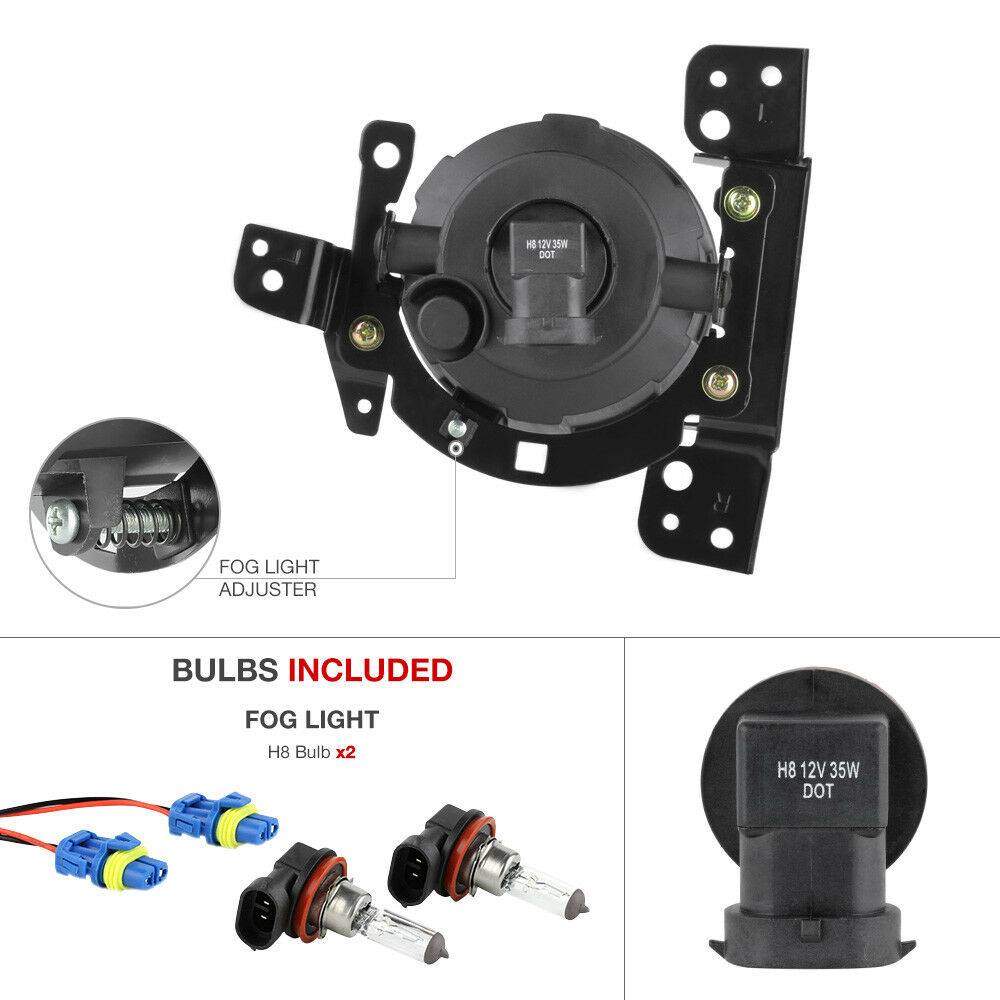 L
L
H8 12V 35W
DOT
R
FOG LIGHT
ADJUSTER
BULBS INCLUDED
FOG LIGHT
H8 Bulb x2
H8 12V 35W
DOT